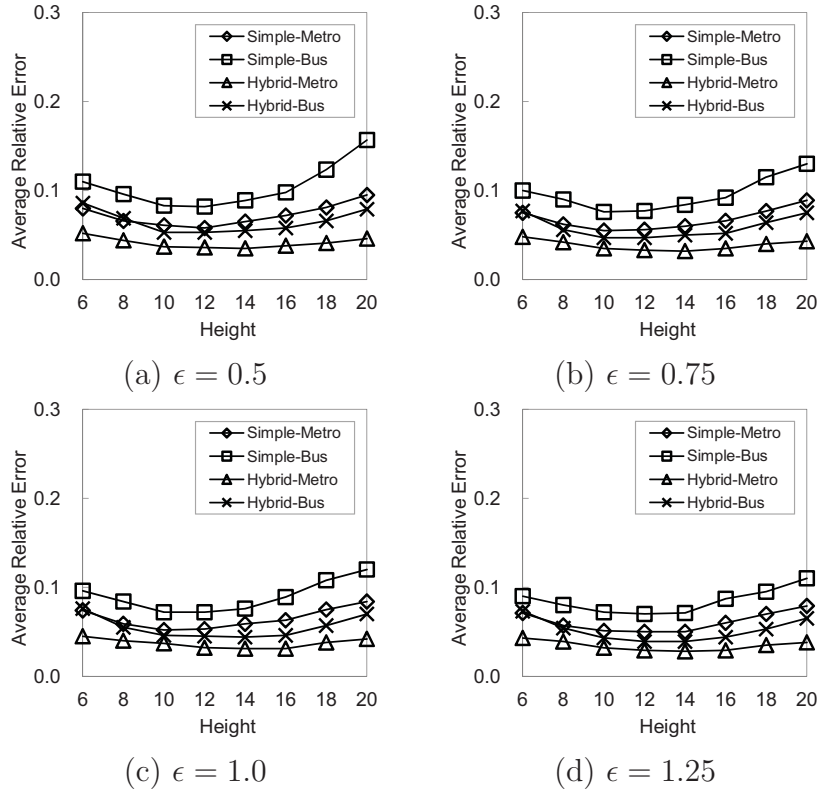 0.3
0.2
0.1
0.0
Average Relative Error
Simple-Metro
Simple-Bus
Hybrid-Metro
Hybrid-Bus
6 8 10 12 14 16 18 20
Height
(a) ϵ = 0.5
0.3
0.2
0.1
0.0
Average Relative Error
Simple-Metro
Simple-Bus
Hybrid-Metro
Hybrid-Bus
6 8 10 12 14 16 18 20
Height
(b) ϵ = 0.75
0.3
0.2
0.1
0.0
Average Relative Error
Simple-Metro
Simple-Bus
Hybrid-Metro
Hybrid-Bus
6 8 10 12 14 16 18 20
Height
(c) ϵ = 1.0
0.3
0.2
0.1
0.0
Average Relative Error
Simple-Metro
Simple-Bus
Hybrid-Metro
Hybrid-Bus
6 8 10 12 14 16 18 20
Height
(d) ϵ = 1.25